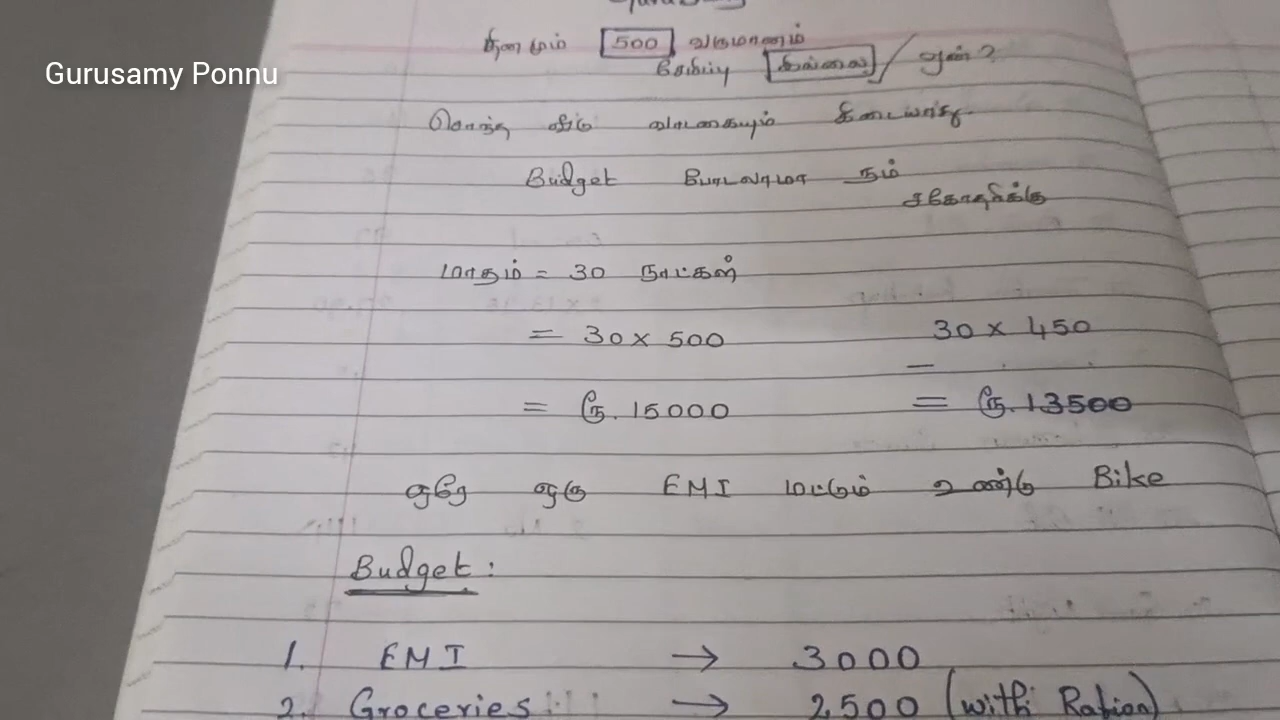 Gurusamy Ponnu
தினமும் 500 வருமானம்
சேமிப்பு இல்லை / ஏன் ?
சொந்த வீடு வாடகையும் கிடையாது.
Budget போடலாமா நம்
சகோதரிக்கு
மாதம் = 30 நாட்கள்
= 30 x 500 30 x 450
= ரூ. 15000 = ரூ. 13500
ஒரே ஒரு EMI மட்டும் உண்டு Bike
Budget :
1. EMI → 3000
2. Groceries → 2500 (with Ration)